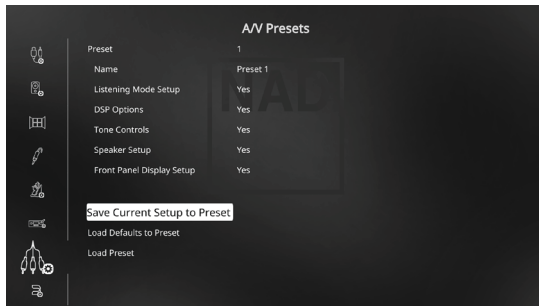 A/V Presets
Preset 1
Name Preset 1
Listening Mode Setup Yes
DSP Options Yes
Tone Controls Yes
Speaker Setup Yes
Front Panel Display Setup Yes
Save Current Setup to Preset
Load Defaults to Preset
Load Preset
NAD